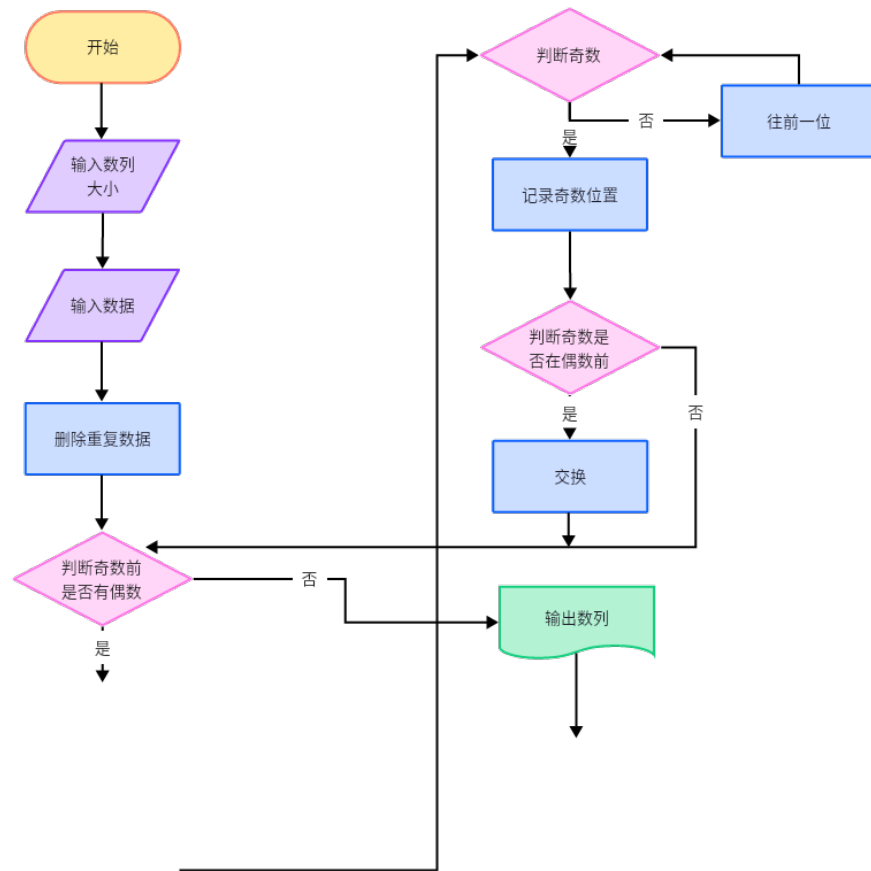 开始
输入数列
大小
输入数据
删除重复数据
判断奇数前
是否有偶数
是
否
判断奇数
否
往前一位
是
记录奇数位置
判断奇数是
否在偶数前
否
是
交换
输出数列